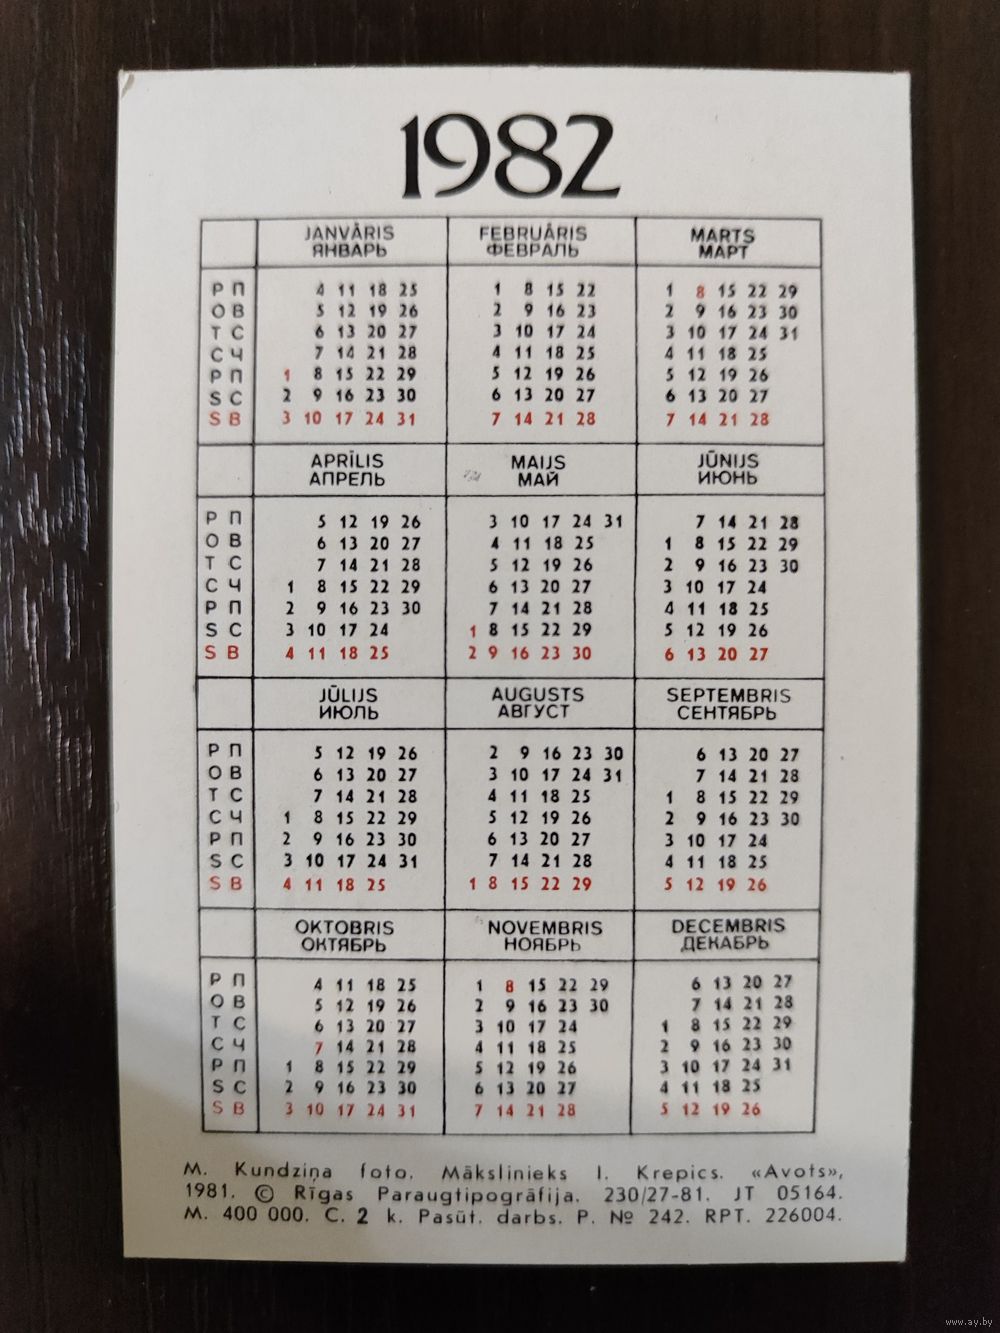 1982
JANVĀRIS FEBRUĀRIS MARTS
ЯНВАРЬ ФЕВРАЛЬ МАРТ
P П 4 11 18 25 1 8 15 22 1 8 15 22 29
O В 5 12 19 26 2 9 16 23 2 9 16 23 30
T С 6 13 20 27 3 10 17 24 3 10 17 24 31
C Ч 7 14 21 28 4 11 18 25 4 11 18 25
P П 1 8 15 22 29 5 12 19 26 5 12 19 26
S С 2 9 16 23 30 6 13 20 27 6 13 20 27
S В 3 10 17 24 31 7 14 21 28 7 14 21 28
APRĪLIS MAIJS JŪNIJS
АПРЕЛЬ МАЙ ИЮНЬ
P П 5 12 19 26 3 10 17 24 31 7 14 21 28
O В 6 13 20 27 4 11 18 25 1 8 15 22 29
T С 7 14 21 28 5 12 19 26 2 9 16 23 30
C Ч 1 8 15 22 29 6 13 20 27 3 10 17 24
P П 2 9 16 23 30 7 14 21 28 4 11 18 25
S С 3 10 17 24 1 8 15 22 29 5 12 19 26
S В 4 11 18 25 2 9 16 23 30 6 13 20 27
JŪLIJS AUGUSTS SEPTEMBRIS
ИЮЛЬ АВГУСТ СЕНТЯБРЬ
P П 5 12 19 26 2 9 16 23 30 6 13 20 27
O В 6 13 20 27 3 10 17 24 31 7 14 21 28
T С 7 14 21 28 4 11 18 25 1 8 15 22 29
C Ч 1 8 15 22 29 5 12 19 26 2 9 16 23 30
P П 2 9 16 23 30 6 13 20 27 3 10 17 24
S С 3 10 17 24 31 7 14 21 28 4 11 18 25
S В 4 11 18 25 1 8 15 22 29 5 12 19 26
OKTOBRIS NOVEMBRIS DECEMBRIS
ОКТЯБРЬ НОЯБРЬ ДЕКАБРЬ
P П 4 11 18 25 1 8 15 22 29 6 13 20 27
O В 5 12 19 26 2 9 16 23 30 7 14 21 28
T С 6 13 20 27 3 10 17 24 1 8 15 22 29
C Ч 7 14 21 28 4 11 18 25 2 9 16 23 30
P П 1 8 15 22 29 5 12 19 26 3 10 17 24 31
S С 2 9 16 23 30 6 13 20 27 4 11 18 25
S В 3 10 17 24 31 7 14 21 28 5 12 19 26
M. Kundziņa foto. Mākslinieks I. Krepics. «Avots»,
1981. © Rīgas Paraugtipogrāfija. 230/27-81. JT 05164.
M. 400 000. C. 2 k. Pasūt. darbs. P. № 242. RPT. 226004.
www.ay.by